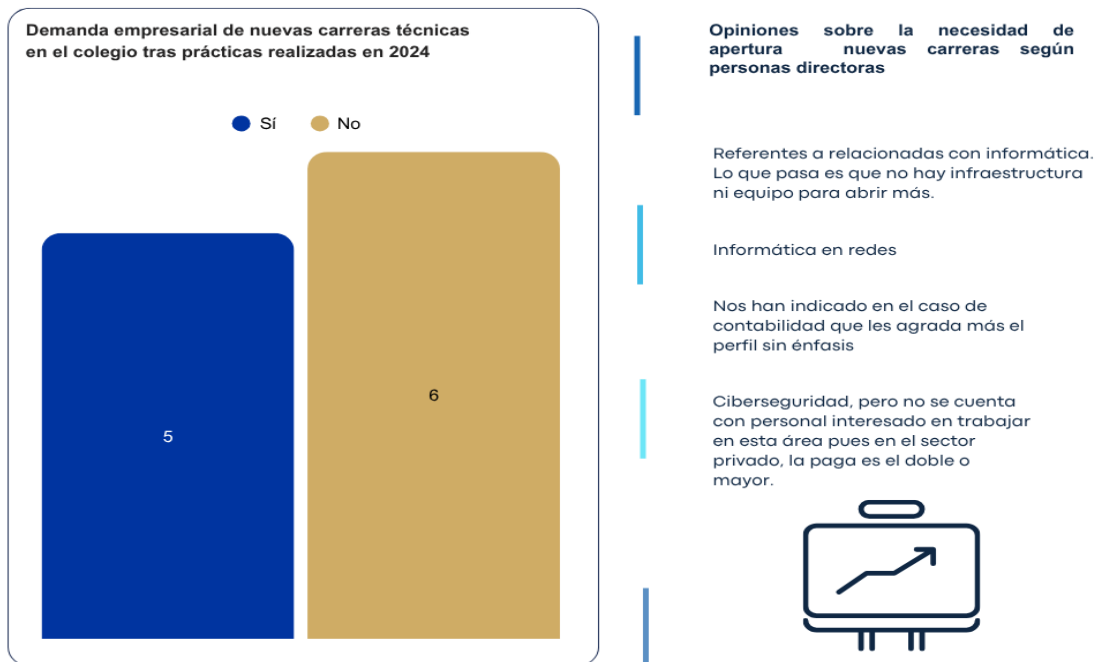 Demanda empresarial de nuevas carreras técnicas
en el colegio tras prácticas realizadas en 2024
Sí
No
5
6
Opiniones sobre la necesidad de
apertura nuevas carreras según
personas directoras
Referentes a relacionadas con informática.
Lo que pasa es que no hay infraestructura
ni equipo para abrir más.
Informática en redes
Nos han indicado en el caso de
contabilidad que les agrada más el
perfil sin énfasis
Ciberseguridad, pero no se cuenta
con personal interesado en trabajar
en esta área pues en el sector
privado, la paga es el doble o
mayor.